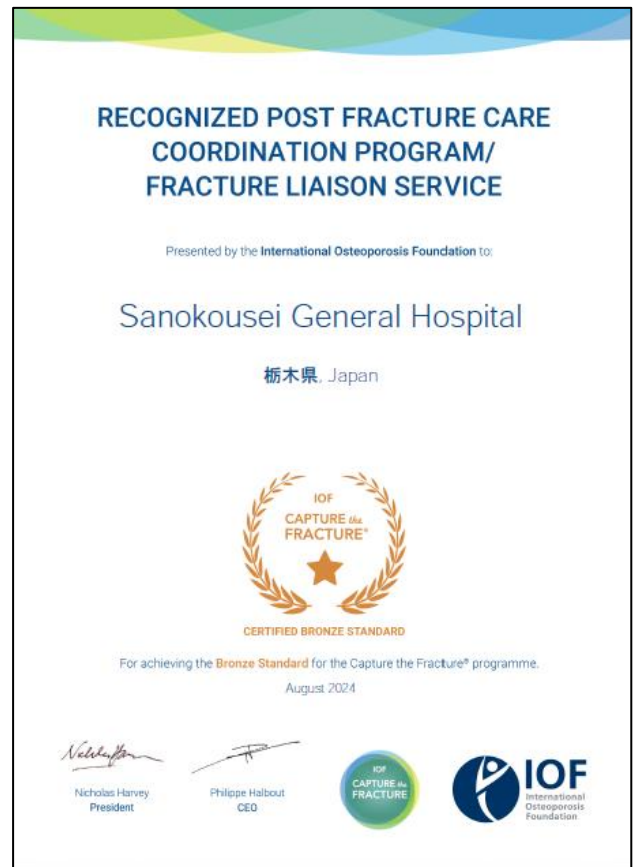 RECOGNIZED POST FRACTURE CARE
COORDINATION PROGRAM/
FRACTURE LIAISON SERVICE
Presented by the International Osteoporosis Foundation to:
Sanokousei General Hospital
栃木県, Japan
IOF
CAPTURE the
FRACTURE®
CERTIFIED BRONZE STANDARD
For achieving the Bronze Standard for the Capture the Fracture® programme.
August 2024
Nicholas Harvey
President
Philippe Halbout
CEO
IOF
CAPTURE the
FRACTURE
IOF
International
Osteoporosis
Foundation